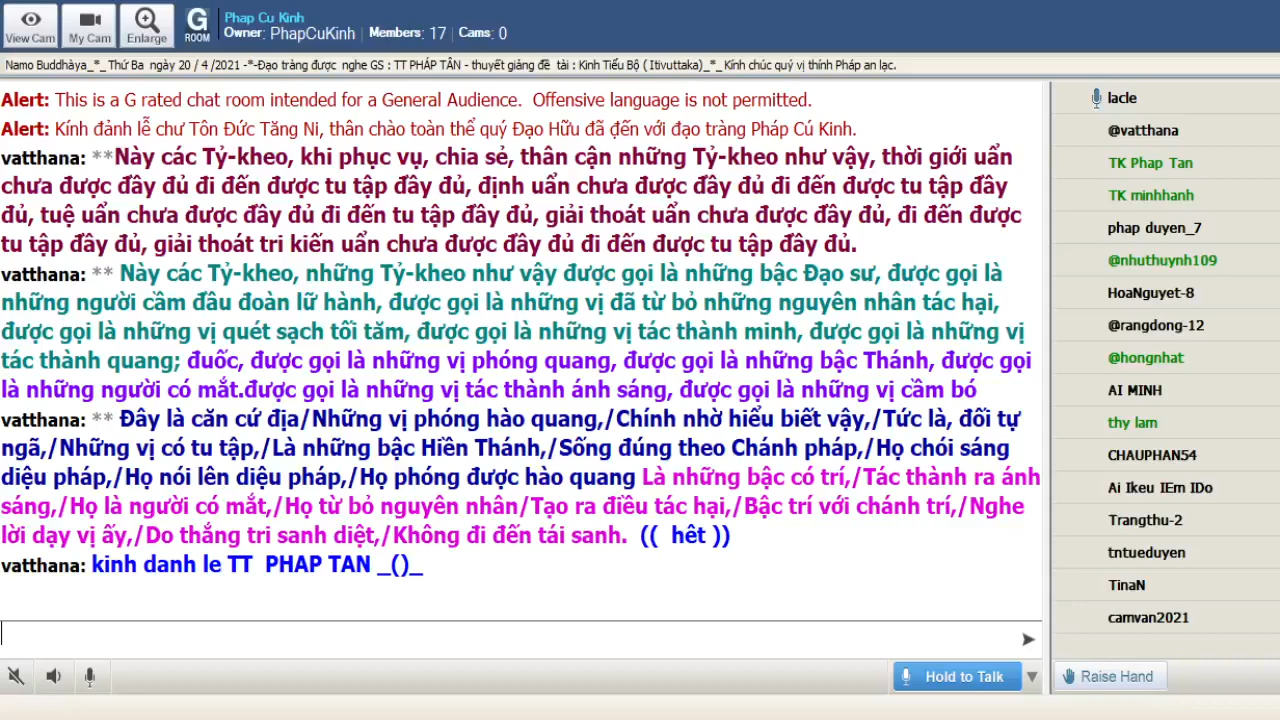 View Cam
My Cam
Enlarge
G
ROOM
Phap Cu Kinh
Owner: PhapCuKinh | Members: 17 | Cams: 0
Namo Buddhàya_*_ Thứ Ba ngày 20 / 4 /2021 -*-Đạo tràng được nghe GS : TT PHÁP TÂN - thuyết giảng đề tài : Kinh Tiểu Bộ ( Itivuttaka)_*_ Kính chúc quý vị thính Pháp an lạc.
Alert: This is a G rated chat room intended for a General Audience. Offensive language is not permitted.
Alert: Kính đảnh lễ chư Tôn Đức Tăng Ni, thân chào toàn thể quý Đạo Hữu đã đến với đạo tràng Pháp Cú Kinh.
vatthana: **Này các Tỷ-kheo, khi phục vụ, chia sẻ, thân cận những Tỷ-kheo như vậy, thời giới uẩn
chưa được đầy đủ đi đến được tu tập đầy đủ, định uẩn chưa được đầy đủ đi đến được tu tập đầy
đủ, tuệ uẩn chưa được đầy đủ đi đến tu tập đầy đủ, giải thoát uẩn chưa được đầy đủ, đi đến được
tu tập đầy đủ, giải thoát tri kiến uẩn chưa được đầy đủ đi đến được tu tập đầy đủ.
vatthana: ** Này các Tỷ-kheo, những Tỷ-kheo như vậy được gọi là những bậc Đạo sư, được gọi là
những người cầm đầu đoàn lữ hành, được gọi là những vị đã từ bỏ những nguyên nhân tác hại,
được gọi là những vị quét sạch tối tăm, được gọi là những vị tác thành minh, được gọi là những vị
tác thành quang; đuốc, được gọi là những vị phóng quang, được gọi là những bậc Thánh, được gọi
là những người có mắt.được gọi là những vị tác thành ánh sáng, được gọi là những vị cầm bó
vatthana: ** Đây là căn cứ địa/Những vị phóng hào quang,/Chính nhờ hiểu biết vậy,/Tức là, đối tự
ngã,/Những vị có tu tập,/Là những bậc Hiền Thánh,/Sống đúng theo Chánh pháp,/Họ chói sáng
diệu pháp,/Họ nói lên diệu pháp,/Họ phóng được hào quang Là những bậc có trí,/Tác thành ra ánh
sáng,/Họ là người có mắt,/Họ từ bỏ nguyên nhân/Tạo ra điều tác hại,/Bậc trí với chánh trí,/Nghe
lời dạy vị ấy,/Do thắng tri sanh diệt,/Không đi đến tái sanh. (( hêt ))
vatthana: kinh danh le TT PHAP TAN _()_
Hold to Talk
lacle
@vatthana
TK Phap Tan
TK minhhanh
phap duyen_7
@nhuthuynh109
HoaNguyet-8
@rangdong-12
@hongnhat
AI MINH
thy lam
CHAUPHAN54
Ai Ikeu IEm IDo
Trangthu-2
tntueduyen
TinaN
camvan2021
Raise Hand